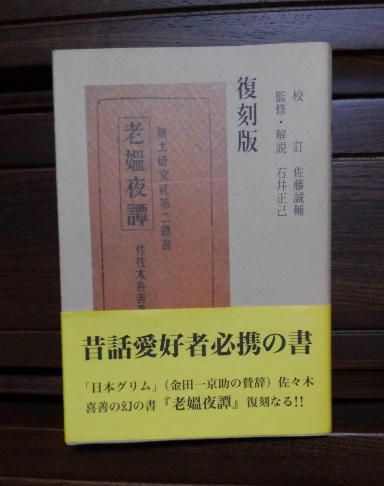 復刻版
校訂 佐藤誠輔
監修・解説 石井正己
郷土研究社第二叢書
老媼夜譚
佐佐木喜善
昔話愛好者必携の書
「日本グリム」（金田一京助の賛辞）佐々木
喜善の幻の書『老媼夜譚』復刻なる!!